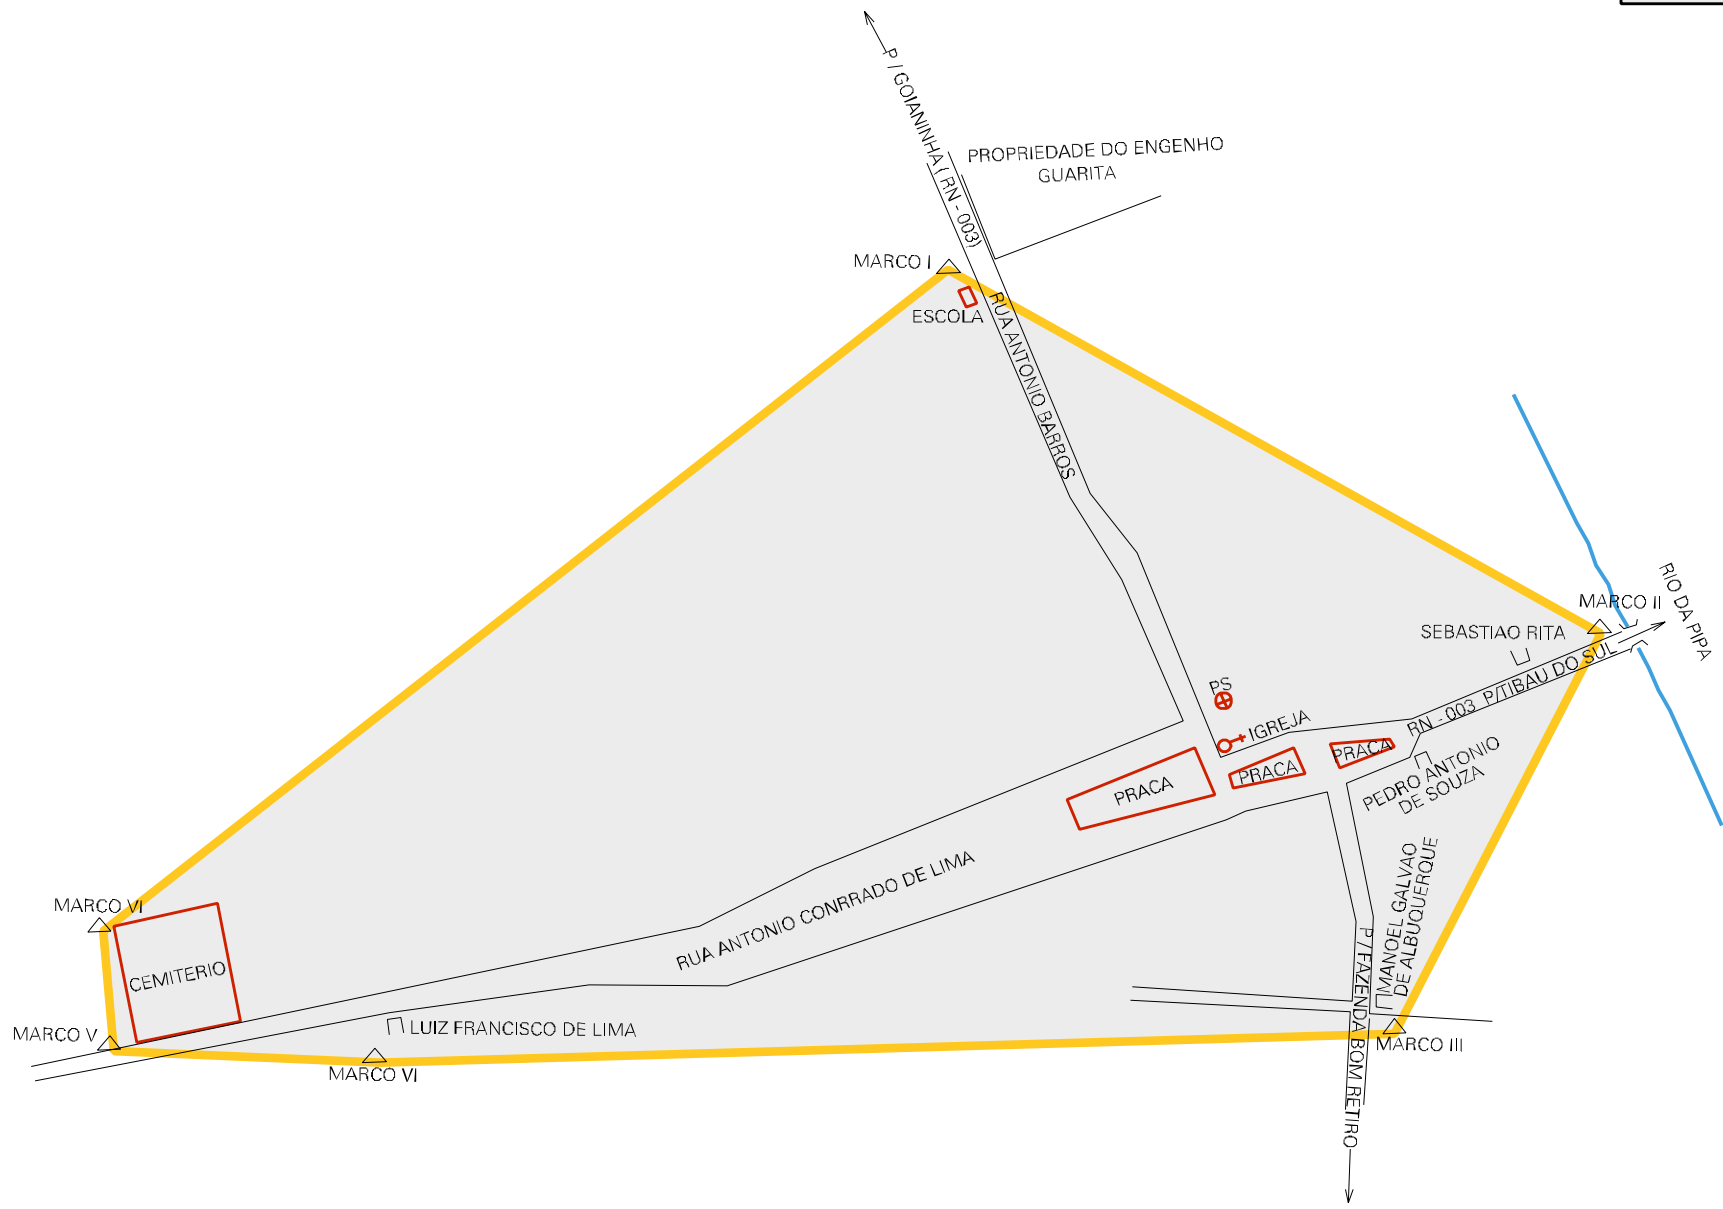 P / GOIANINHA ( RN - 003)
PROPRIEDADE DO ENGENHO
GUARITA
MARCO I
ESCOLA
RUA ANTONIO BARROS
RIO DA PIPA
MARCO II
SEBASTIAO RITA
P/TIBAU DO SUL
RN - 003
PS
IGREJA
PRACA
PRACA
PRACA
PEDRO ANTONIO
DE SOUZA
MANOEL GALVAO
DE ALBUQUERQUE
RUA ANTONIO CONRRADO DE LIMA
MARCO VI
CEMITERIO
MARCO V
LUIZ FRANCISCO DE LIMA
MARCO VI
MARCO III
P / FAZENDA BOM RETIRO